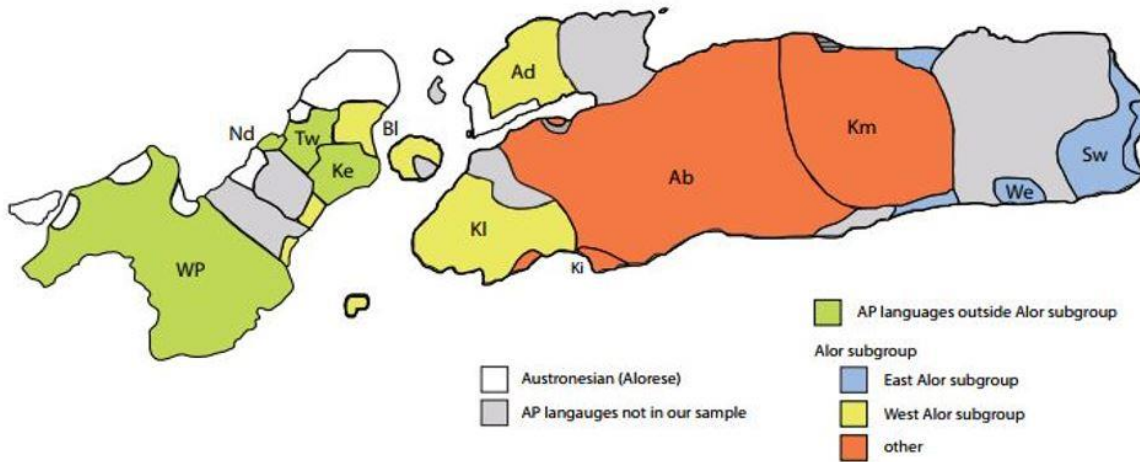 Ad
Nd
Tw
Bl
Km
Ke
Ab
Sw
We
Kl
WP
Ki
AP languages outside Alor subgroup
Alor subgroup
Austronesian (Alorese)
East Alor subgroup
AP langauges not in our sample
West Alor subgroup
other